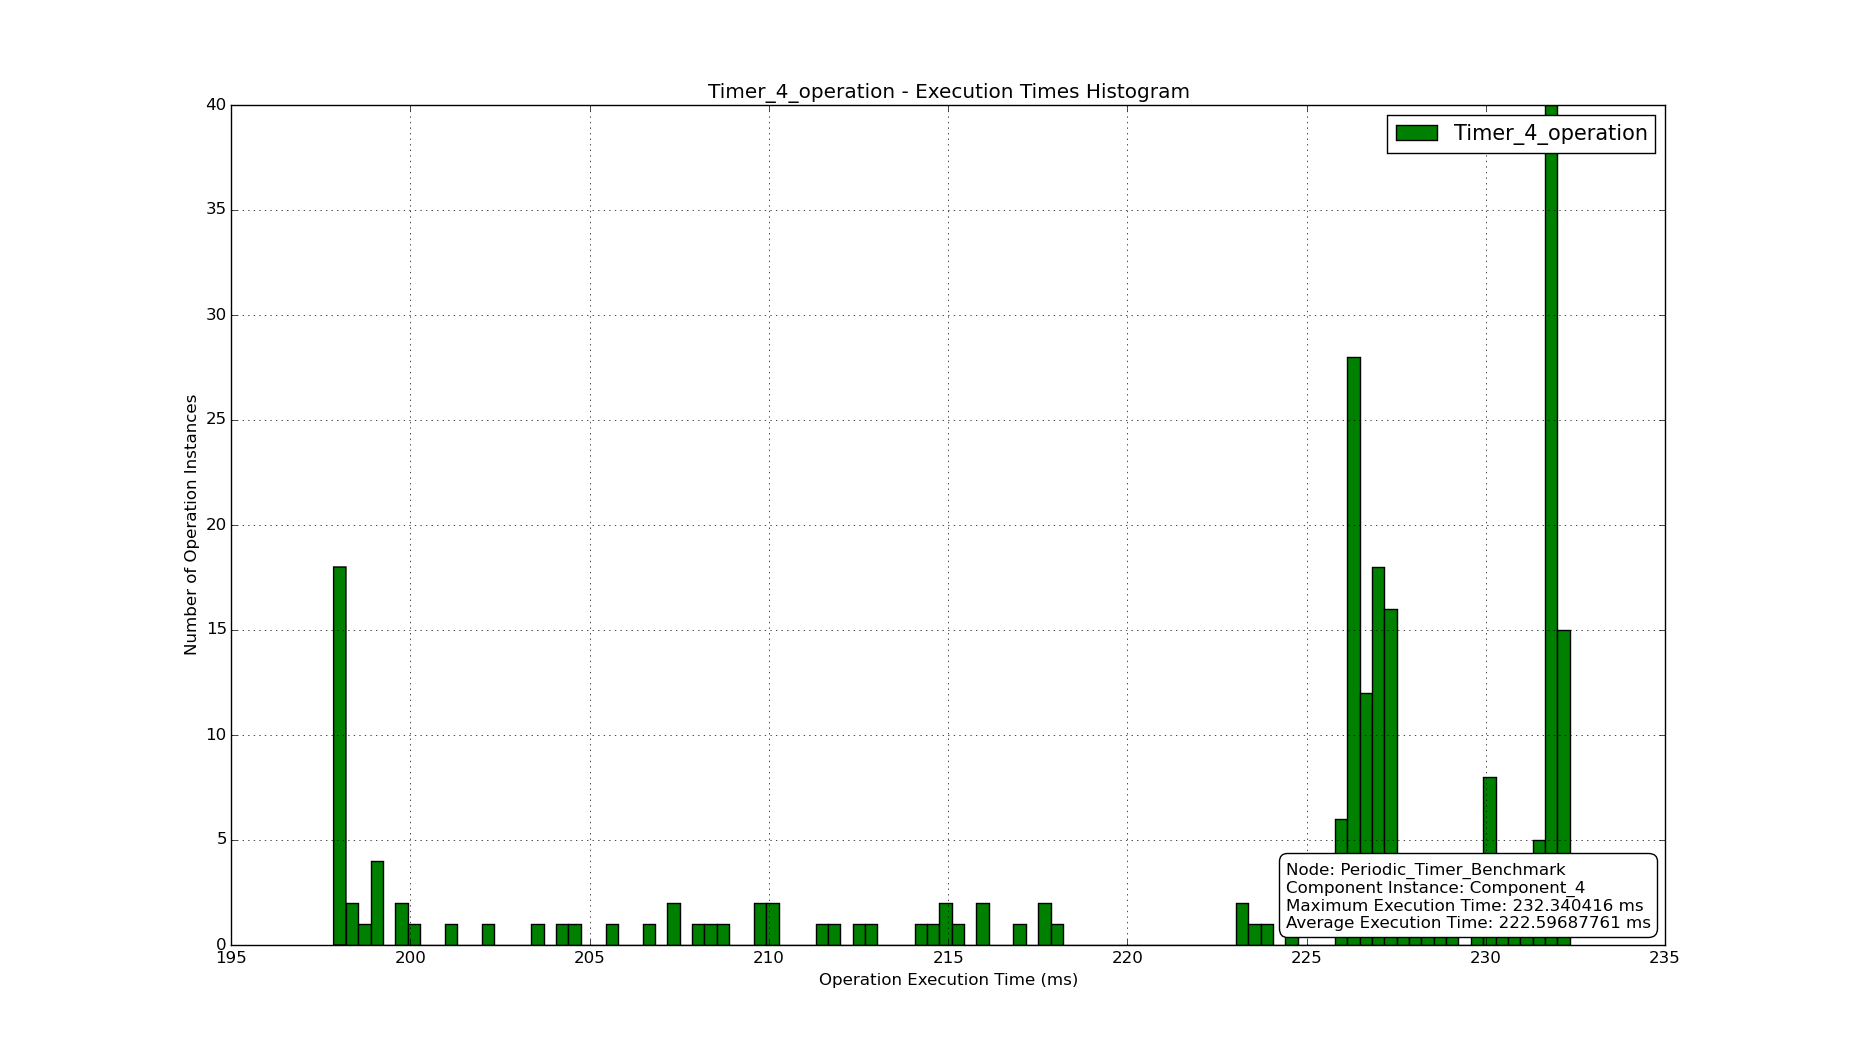 Timer_4_operation - Execution Times Histogram
Timer_4_operation
40
35
30
25
20
15
10
5
0
Number of Operation Instances
Node: Periodic_Timer_Benchmark
Component Instance: Component_4
Maximum Execution Time: 232.340416 ms
Average Execution Time: 222.59687761 ms
195 200 205 210 215 220 225 230 235
Operation Execution Time (ms)